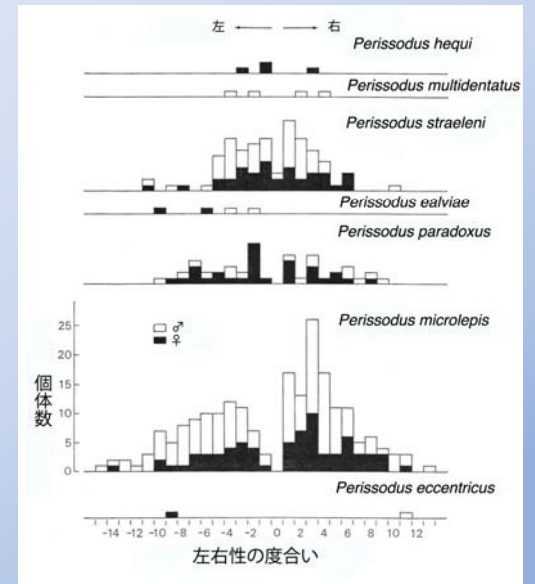 左 ← → 右
Perissodus hequi
Perissodus multidentatus
Perissodus straeleni
Perissodus ealviae
Perissodus paradoxus
Perissodus microlepis
♂
♀
25
20
15
10
5
0
個体数
Perissodus eccentricus
-14 -12 -10 -8 -6 -4 -2 0 2 4 6 8 10 12
左右性の度合い